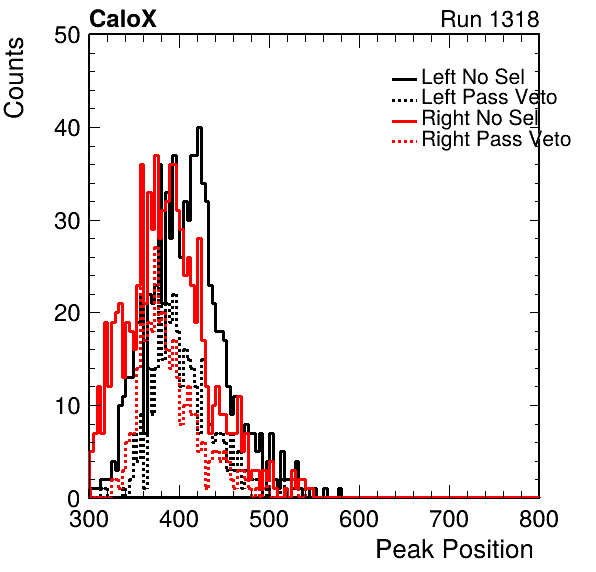 CaloX Run 1318
Counts
50
40
30
20
10
0
Left No Sel
Left Pass Veto
Right No Sel
Right Pass Veto
300 400 500 600 700 800
Peak Position